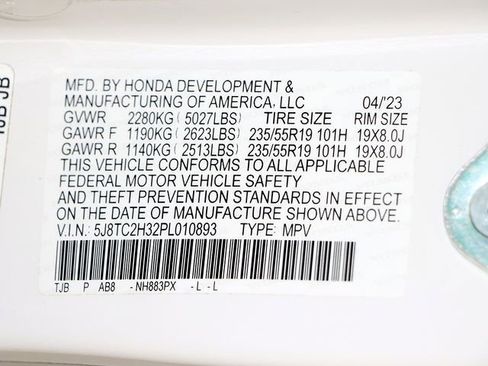 MFD. BY HONDA DEVELOPMENT &
MANUFACTURING OF AMERICA, LLC 04/'23
GVWR 2280KG ( 5027LBS) TIRE SIZE RIM SIZE
GAWR F 1190KG ( 2623LBS) 235/55R19 101H 19X8.0J
GAWR R 1140KG ( 2513LBS) 235/55R19 101H 19X8.0J
THIS VEHICLE CONFORMS TO ALL APPLICABLE
FEDERAL MOTOR VEHICLE SAFETY
AND THEFT PREVENTION STANDARDS IN EFFECT
ON THE DATE OF MANUFACTURE SHOWN ABOVE.
V.I.N.: 5J8TC2H32PL010893 TYPE: MPV
TJB P AB8 -NH883PX -L -L